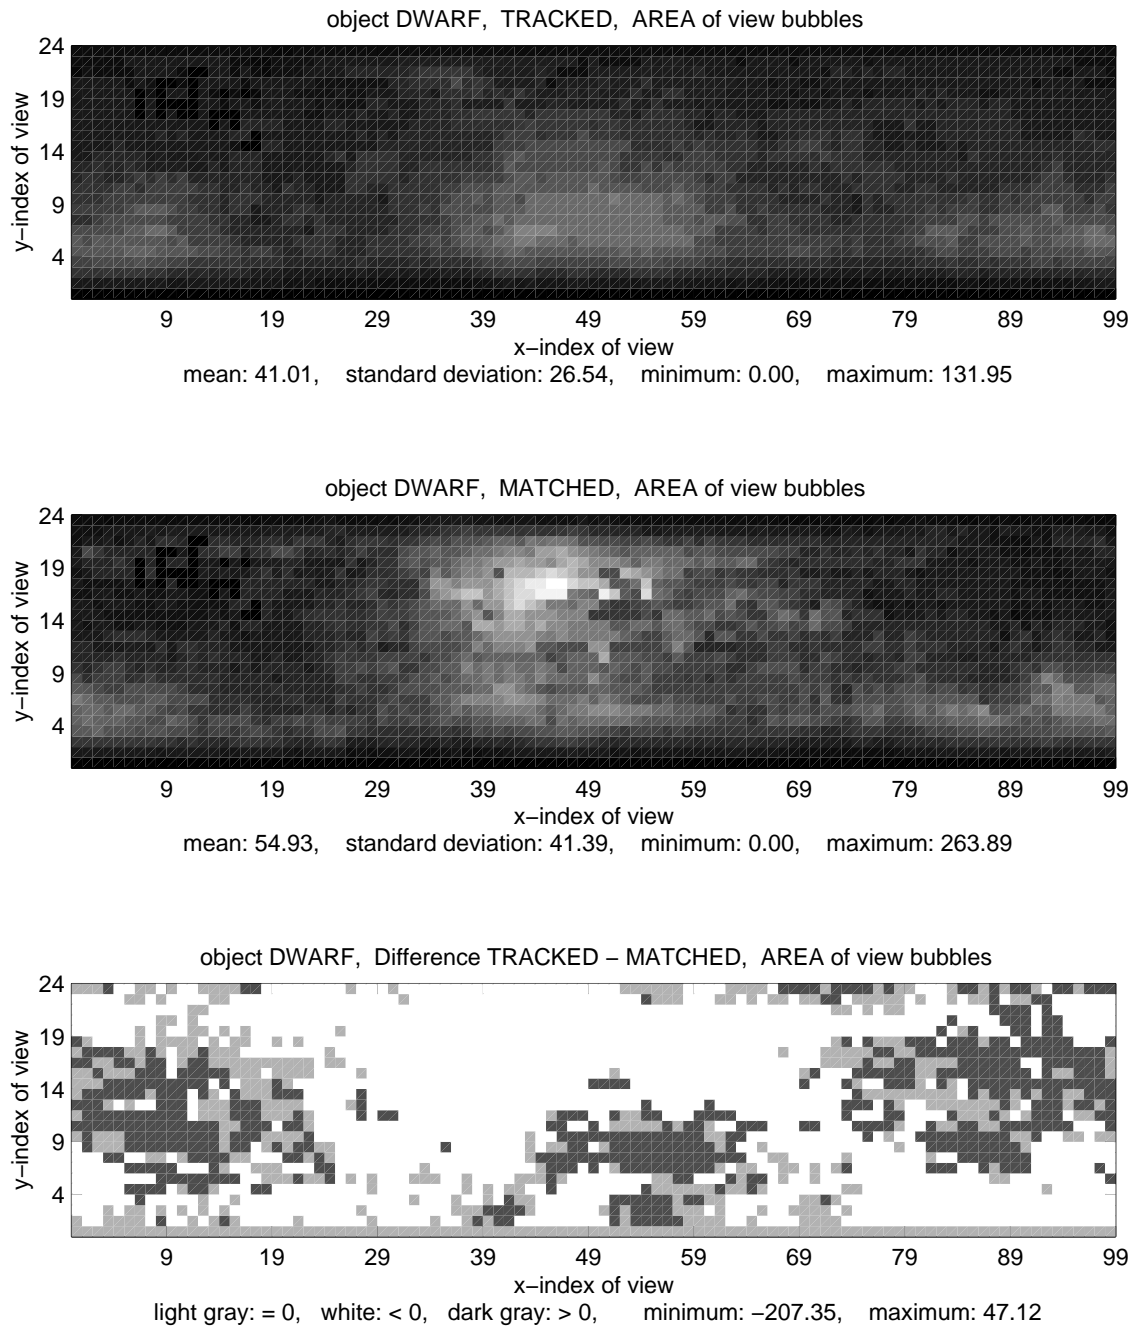 object DWARF, TRACKED, AREA of view bubbles
24
19
14
9
4
y−index of view
9 19 29 39 49 59 69 79 89 99
x−index of view
mean: 41.01, standard deviation: 26.54, minimum: 0.00, maximum: 131.95
object DWARF, MATCHED, AREA of view bubbles
24
19
14
9
4
y−index of view
9 19 29 39 49 59 69 79 89 99
x−index of view
mean: 54.93, standard deviation: 41.39, minimum: 0.00, maximum: 263.89
object DWARF, Difference TRACKED − MATCHED, AREA of view bubbles
24
19
14
9
4
y−index of view
9 19 29 39 49 59 69 79 89 99
x−index of view
light gray: = 0, white: < 0, dark gray: > 0, minimum: −207.35, maximum: 47.12